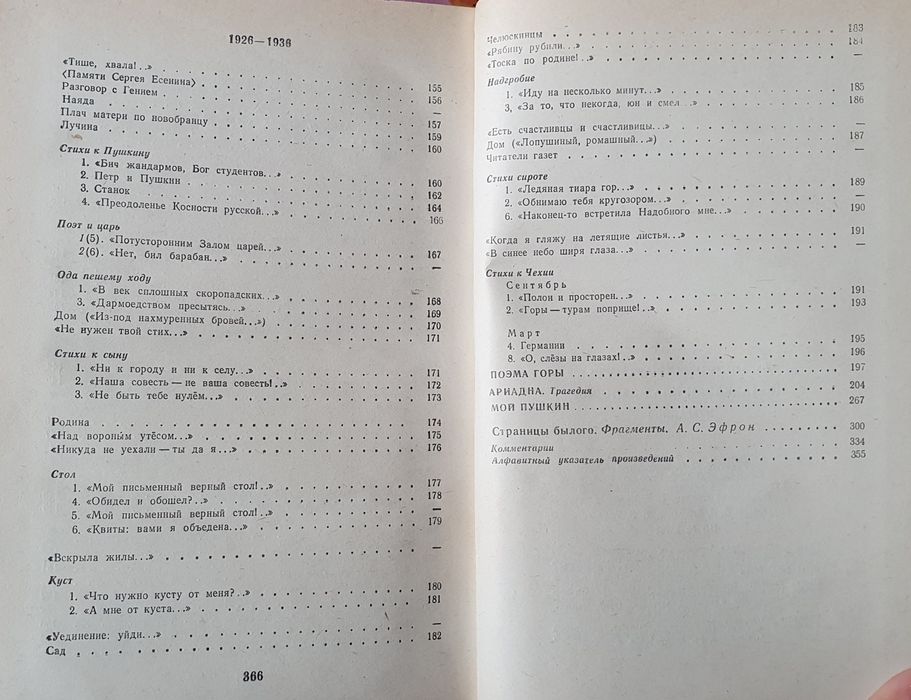 1926—1936
«Тише, хвала!..» 155
〈Памяти Сергея Есенина〉 156
Разговор с Гением —
Наяда 157
Плач матери по новобранцу 159
Лучина 160
Стихи к Пушкину
1. «Бич жандармов, Бог студентов...» 160
2. Петр и Пушкин 162
3. Станок 164
4. «Преодоленье Косности русской...» 166
Поэт и царь
1(5). «Потусторонним Залом царей...» 167
2(6). «Нет, бил барабан...» —
Ода пешему ходу
1. «В век сплошных скоропадских...» 168
3. «Дармоедством пресытясь...» 169
Дом («Из-под нахмуренных бровей...») 170
«Не нужен твой стих...» 171
Стихи к сыну
1. «Ни к городу и ни к селу...» 171
2. «Наша совесть — не ваша совесть!..» 172
3. «Не быть тебе нулём...» 173
Родина 174
«Над вороным утёсом...» 175
«Никуда не уехали — ты да я...» 176
Стол
1. «Мой письменный верный стол!..» 177
4. «Обидел и обошел?..» 178
5. «Мой письменный верный стол!..» —
6. «Квиты: вами я объедена...» 179
«Вскрыла жилы...» —
Куст
1. «Что нужно кусту от меня?..» 180
2. «А мне от куста...» 181
«Уединение: уйди...» —
Сад 182
366
Челюскинцы 183
«Рябину рубили...» 184
«Тоска по родине!..» —
Надгробие
1. «Иду на несколько минут...» 185
3. «За то, что некогда, юн и смел...» 186
«Есть счастливцы и счастливицы...» —
Дом («Лопушиный, ромашный...») 187
Читатели газет —
Стихи сироте
1. «Ледяная тиара гор...» 189
2. «Обнимаю тебя кругозором...» —
6. «Наконец-то встретила Надобного мне...» 190
«Когда я гляжу на летящие листья...» 191
«В синее небо ширя глаза...» —
Стихи к Чехии
Сентябрь
1. «Полон и просторен...» 191
2. «Горы — турам поприще!..» 193
Март
4. Германии 195
8. «О, слёзы на глазах!..» 196
ПОЭМА ГОРЫ 197
АРИАДНА. Трагедия 204
МОЙ ПУШКИН 267
Страницы былого. Фрагменты. А. С. Эфрон 300
Комментарии 334
Алфавитный указатель произведений 355